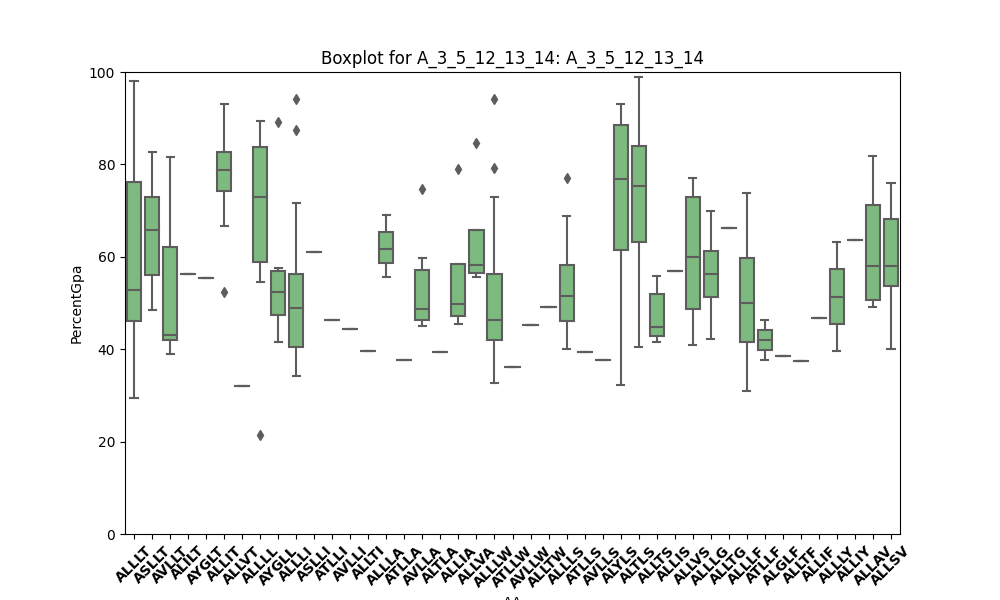 Boxplot for A_3_5_12_13_14: A_3_5_12_13_14
PercentGpa
100
80
60
40
20
0
ALLLT
ASLLT
AVLLT
ALILT
AYGLT
ALLIT
ALLVT
ALLLL
AYGLL
ALLLI
ASLLI
ATLLI
AVLLI
ALLTI
ALLLA
ATLLA
AVLLA
ALTLA
ALLIA
ALLVA
ALLLW
ATLLW
AVLLW
ALLTW
ALLLS
ATLLS
AVLLS
ALYLS
ALTLS
ALLTS
ALLIS
ALLVS
ALLLG
ALLTG
ALLLF
ATLLF
ALGLF
ALLTF
ALLIF
ALLLY
ALLIY
ALLAV
ALLSV